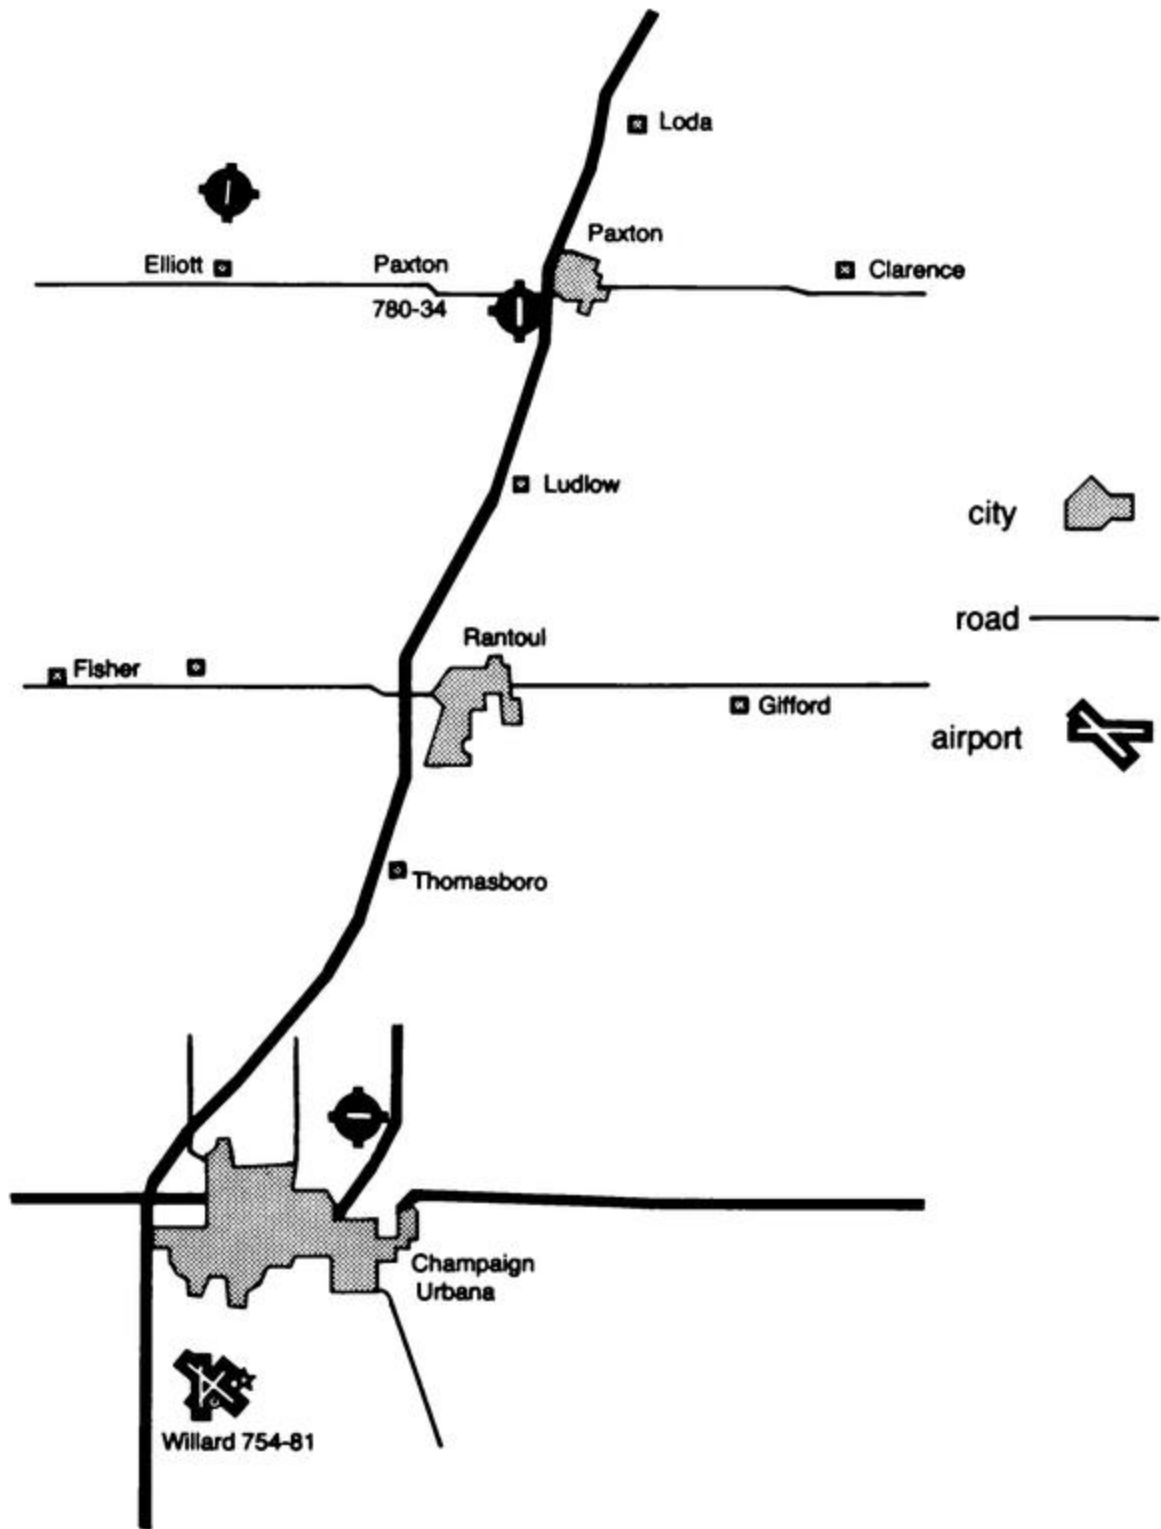 Loda
Paxton
Elliott
Paxton
Clarence
780-34
Ludlow
city
road
Rantoul
Fisher
Gifford
airport
Thomasboro
Champaign
Urbana
Willard 754-81